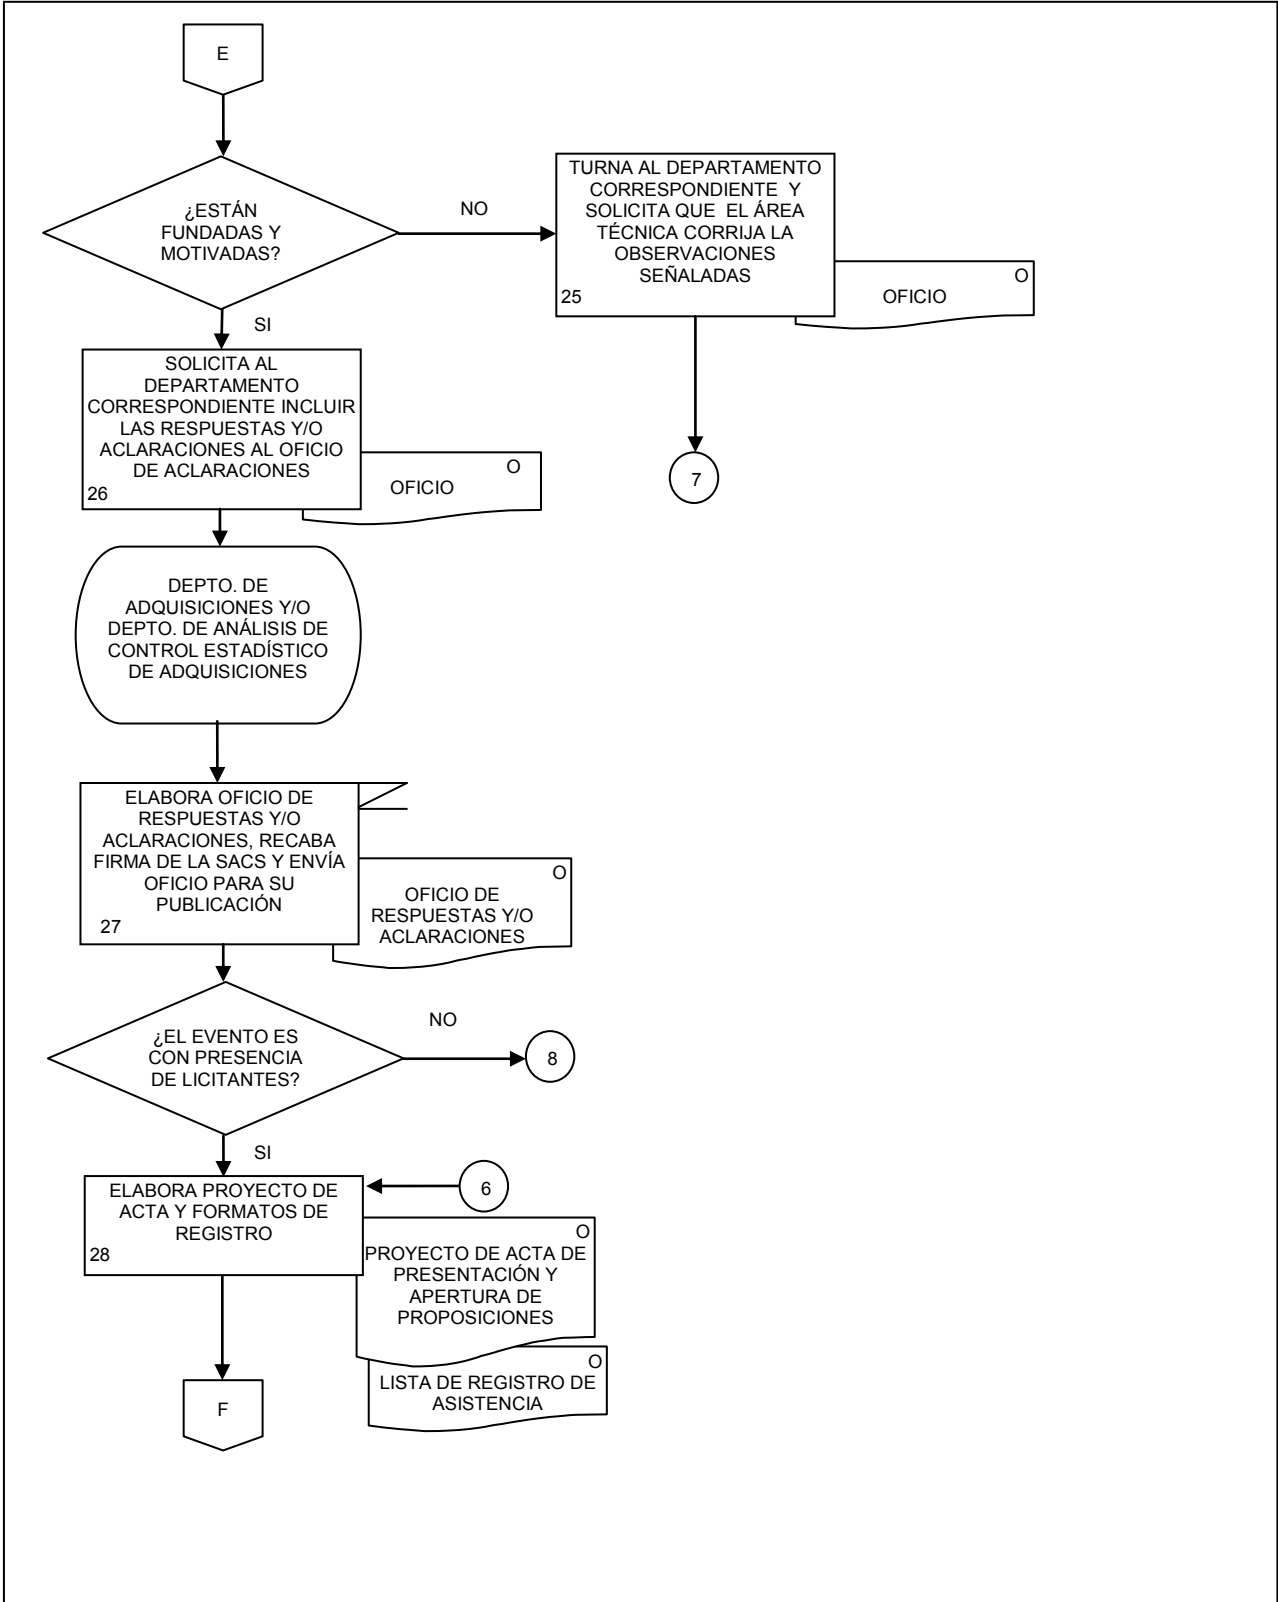 E
¿ESTÁN
FUNDADAS Y
MOTIVADAS?
NO
TURNA AL DEPARTAMENTO
CORRESPONDIENTE Y
SOLICITA QUE EL ÁREA
TÉCNICA CORRIJA LA
OBSERVACIONES
SEÑALADAS
25
O
OFICIO
7
SI
SOLICITA AL
DEPARTAMENTO
CORRESPONDIENTE INCLUIR
LAS RESPUESTAS Y/O
ACLARACIONES AL OFICIO
DE ACLARACIONES
26
O
OFICIO
DEPTO. DE
ADQUISICIONES Y/O
DEPTO. DE ANÁLISIS DE
CONTROL ESTADÍSTICO
DE ADQUISICIONES
ELABORA OFICIO DE
RESPUESTAS Y/O
ACLARACIONES, RECABA
FIRMA DE LA SACS Y ENVÍA
OFICIO PARA SU
PUBLICACIÓN
27
O
OFICIO DE
RESPUESTAS Y/O
ACLARACIONES
¿EL EVENTO ES
CON PRESENCIA
DE LICITANTES?
NO
8
SI
ELABORA PROYECTO DE
ACTA Y FORMATOS DE
REGISTRO
28
6
O
PROYECTO DE ACTA DE
PRESENTACIÓN Y
APERTURA DE
PROPOSICIONES
O
LISTA DE REGISTRO DE
ASISTENCIA
F